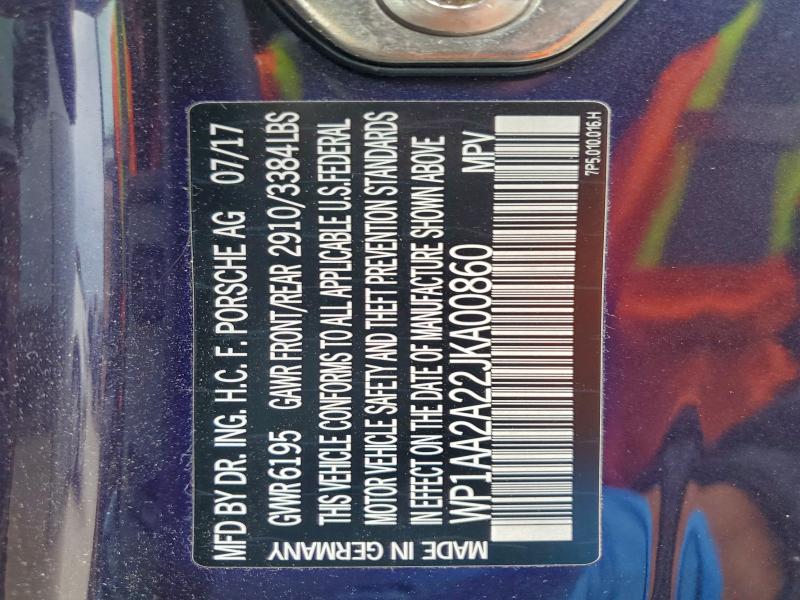 MFD BY DR. ING. H.C. F. PORSCHE AG 07/17
GVWR 6195 GAWR FRONT/REAR 2910/3384 LBS
THIS VEHICLE CONFORMS TO ALL APPLICABLE U.S. FEDERAL
MOTOR VEHICLE SAFETY AND THEFT PREVENTION STANDARDS
IN EFFECT ON THE DATE OF MANUFACTURE SHOWN ABOVE
WP1AA2A22JKA00860 MPV
MADE IN GERMANY
7P5.010.016.H